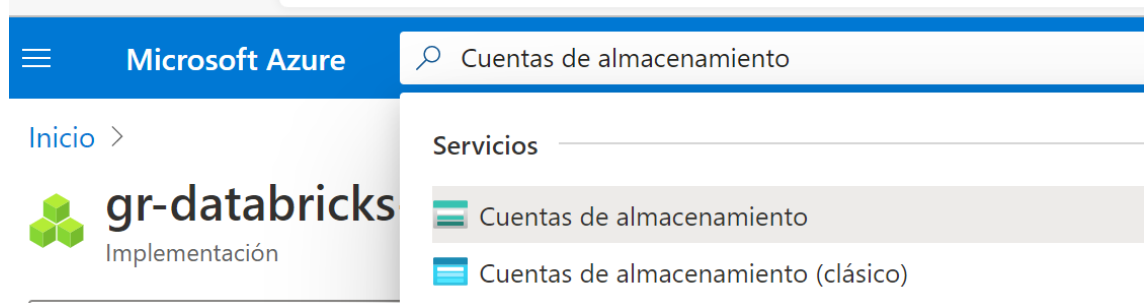 Microsoft Azure
Cuentas de almacenamiento
Inicio >
Servicios
gr-databricks-
Implementación
Cuentas de almacenamiento
Cuentas de almacenamiento (clásico)